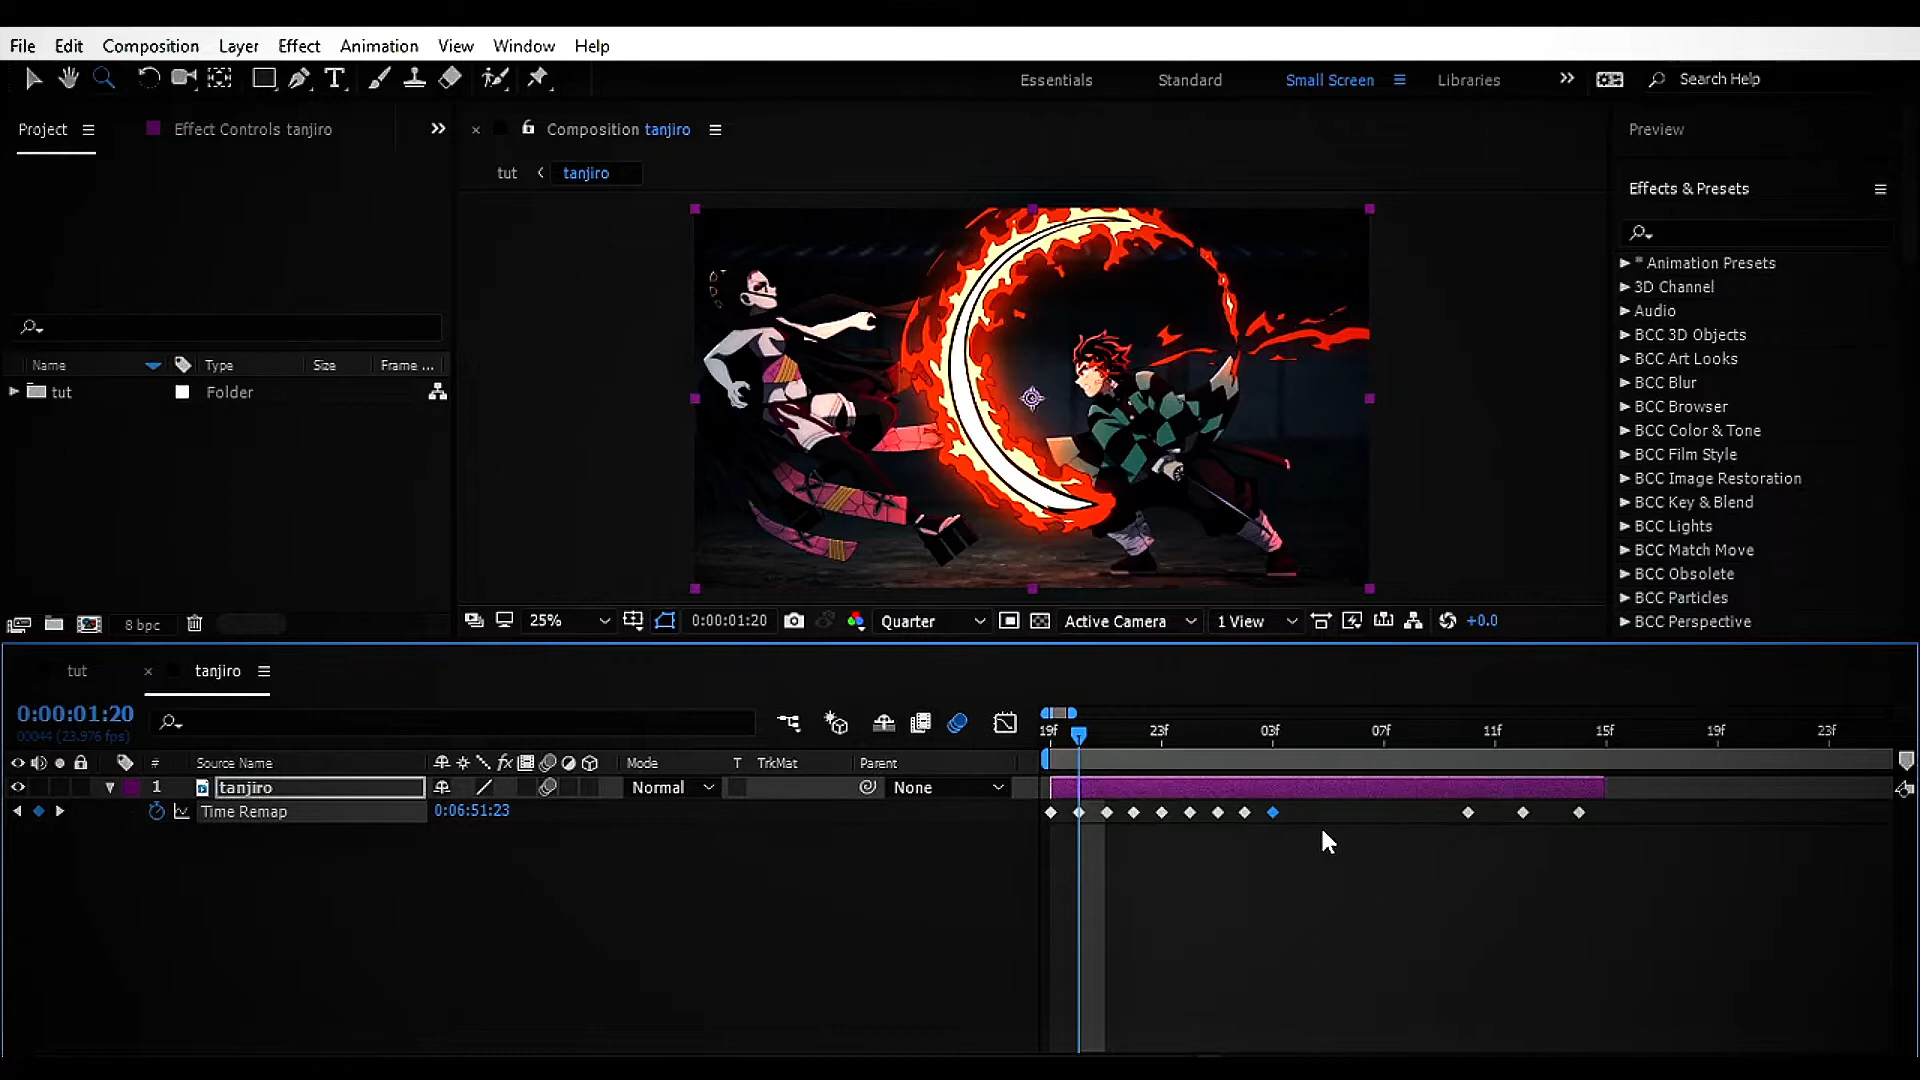 File Edit Composition Layer Effect Animation View Window Help
Essentials Standard Small Screen Libraries Search Help
Project Effect Controls tanjiro Composition tanjiro Preview
tut tanjiro
Effects & Presets
* Animation Presets
3D Channel
Audio
BCC 3D Objects
BCC Art Looks
BCC Blur
BCC Browser
BCC Color & Tone
BCC Film Style
BCC Image Restoration
BCC Key & Blend
BCC Lights
BCC Match Move
BCC Obsolete
BCC Particles
BCC Perspective
Name Type Size Frame ...
tut Folder
8 bpc
25% 0:00:01:20 Quarter Active Camera 1 View +0.0
tut tanjiro
0:00:01:20
00044 (23.976 fps)
19f 23f 03f 07f 11f 15f 19f 23f
# Source Name fx Mode T TrkMat Parent
1 tanjiro Normal None
Time Remap 0:06:51:23